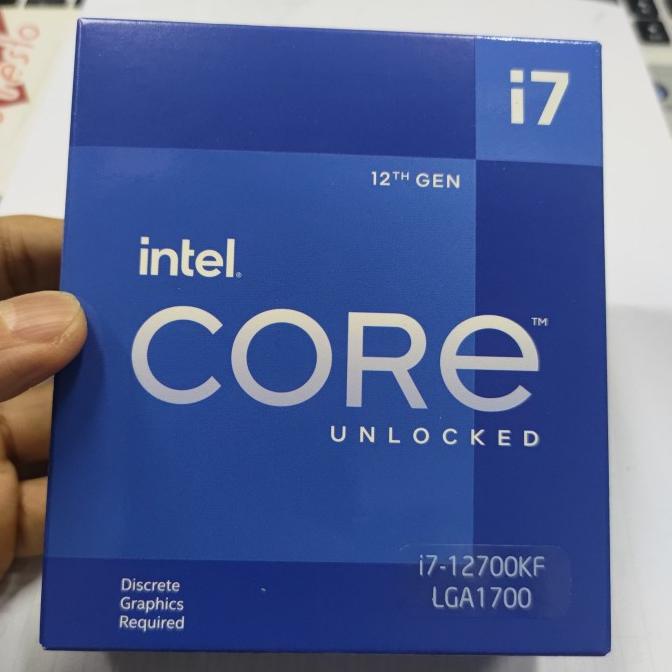 i7
12TH GEN
intel®
CORe™
UNLOCKED
i7-12700KF
LGA1700
Discrete
Graphics
Required